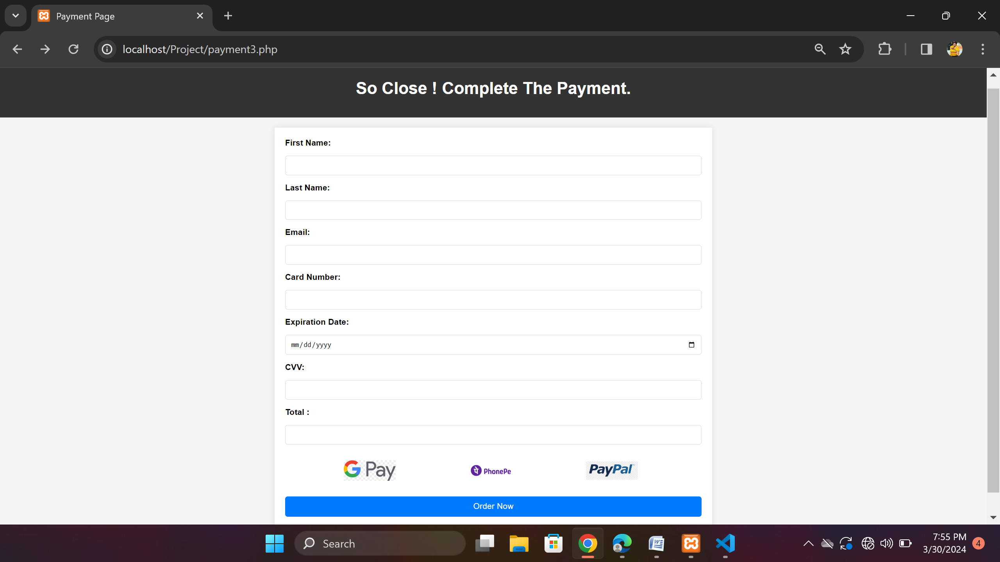 Payment Page
localhost/Project/payment3.php
So Close ! Complete The Payment.
First Name:
Last Name:
Email:
Card Number:
Expiration Date:
mm/dd/yyyy
CVV:
Total :
G Pay
पे PhonePe
PayPal™
Order Now
Search
W
7:55 PM
3/30/2024
4